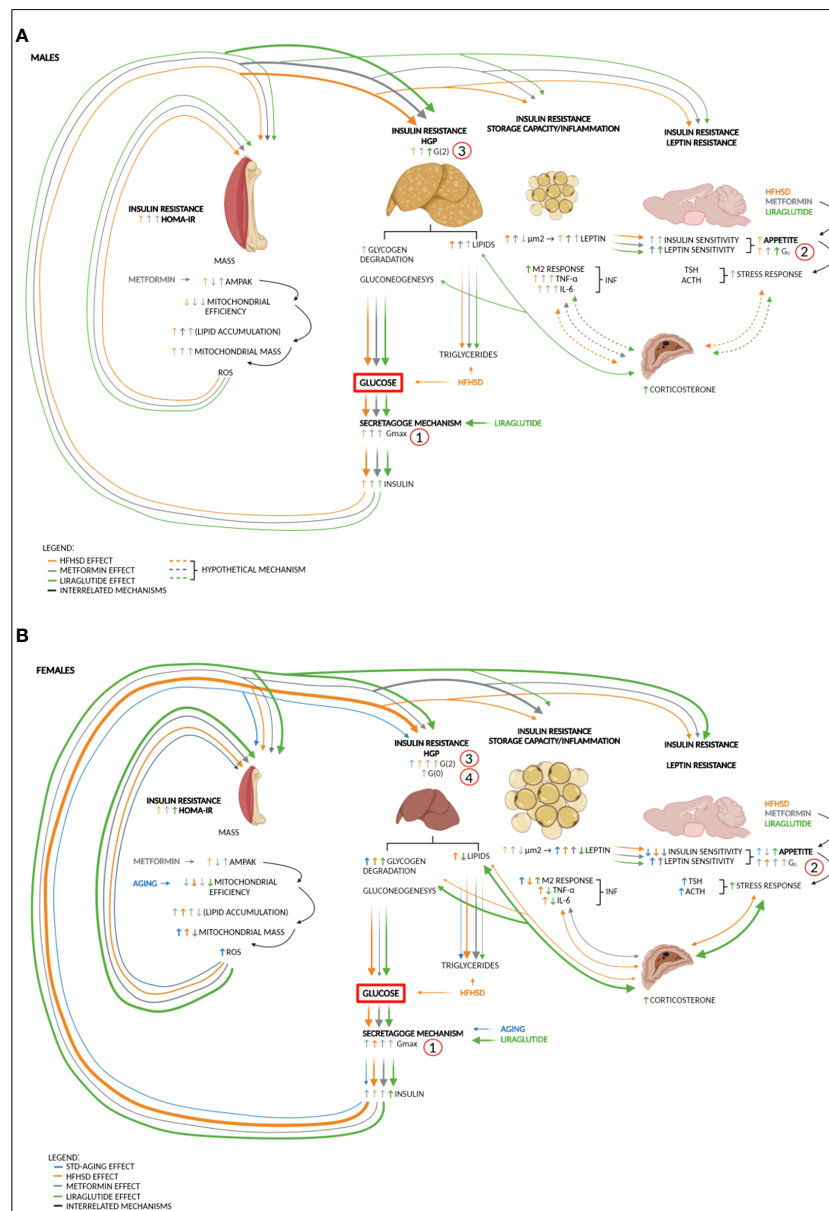 A
MALES
INSULIN RESISTANCE
HGP
↑↑↑G(2) 3
INSULIN RESISTANCE
STORAGE CAPACITY/INFLAMMATION
INSULIN RESISTANCE
LEPTIN RESISTANCE
INSULIN RESISTANCE
↑↑↑HOMA-IR
MASS
METFORMIN
↑↓↑AMPAK
↓↓↓MITOCHONDRIAL
EFFICIENCY
↑↑↑(LIPID ACCUMULATION)
↑↑↑MITOCHONDRIAL MASS
ROS
↑GLYCOGEN
DEGRADATION
↑↑↑LIPIDS
GLUCONEOGENESYS
TRIGLYCERIDES
HFHSD
GLUCOSE
SECRETAGOGE MECHANISM
LIRAGLUTIDE
↑↑↑ Gmax 1
↑↑↑INSULIN
↑↑↓µm2 → ↑↑↑LEPTIN
↑M2 RESPONSE
↑↑↑TNF-α
↑↑↑IL-6
INF
HFHSD
METFORMIN
LIRAGLUTIDE
↑↑INSULIN SENSITIVITY
↑↑LEPTIN SENSITIVITY
↑APPETITE
↑↑↑G₀ 2
TSH
ACTH
↑STRESS RESPONSE
↑CORTICOSTERONE
LEGEND:
HFHSD EFFECT
METFORMIN EFFECT
LIRAGLUTIDE EFFECT
INTERRELATED MECHANISMS
HYPOTHETICAL MECHANISM
B
FEMALES
INSULIN RESISTANCE
HGP
↑↑↑↑G(2) 3
↑G(0) 4
INSULIN RESISTANCE
STORAGE CAPACITY/INFLAMMATION
INSULIN RESISTANCE
LEPTIN RESISTANCE
INSULIN RESISTANCE
↑↑↑HOMA-IR
MASS
METFORMIN
↑↓↑AMPAK
AGING
↓↓↓↓MITOCHONDRIAL
EFFICIENCY
↑↑↑↓(LIPID ACCUMULATION)
↑↑↓MITOCHONDRIAL MASS
↑ROS
↑↑↑GLYCOGEN
DEGRADATION
↑↓LIPIDS
GLUCONEOGENESYS
TRIGLYCERIDES
HFHSD
GLUCOSE
SECRETAGOGE MECHANISM
AGING
LIRAGLUTIDE
↑↑↑↑ Gmax 1
↑↑↑↑INSULIN
↑↑↓µm2 → ↑↑↑↓LEPTIN
↑↓↑M2 RESPONSE
↑↓TNF-α
↑↓IL-6
INF
HFHSD
METFORMIN
LIRAGLUTIDE
↓↓↓INSULIN SENSITIVITY
↑↑LEPTIN SENSITIVITY
↑↓↑APPETITE
↑↑↑↑G₀ 2
↑TSH
↑ACTH
↑STRESS RESPONSE
↑CORTICOSTERONE
LEGEND:
STD-AGING EFFECT
HFHSD EFFECT
METFORMIN EFFECT
LIRAGLUTIDE EFFECT
INTERRELATED MECHANISMS